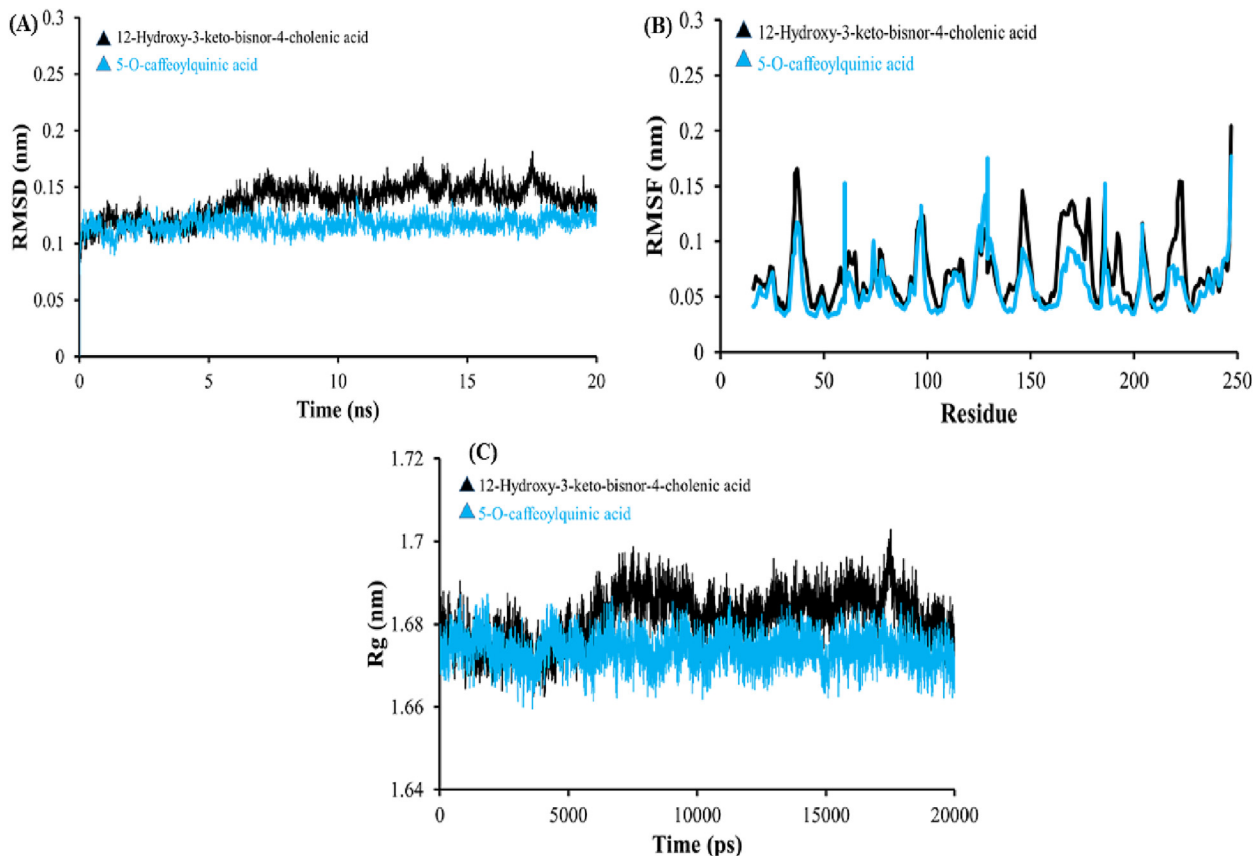 (A)
12-Hydroxy-3-keto-bisnor-4-cholenic acid
5-O-caffeoylquinic acid
RMSD (nm)
0.3
0.25
0.2
0.15
0.1
0.05
0
0 5 10 15 20
Time (ns)
(B)
12-Hydroxy-3-keto-bisnor-4-cholenic acid
5-O-caffeoylquinic acid
RMSF (nm)
0.3
0.25
0.2
0.15
0.1
0.05
0
0 50 100 150 200 250
Residue
(C)
12-Hydroxy-3-keto-bisnor-4-cholenic acid
5-O-caffeoylquinic acid
Rg (nm)
1.72
1.7
1.68
1.66
1.64
0 5000 10000 15000 20000
Time (ps)